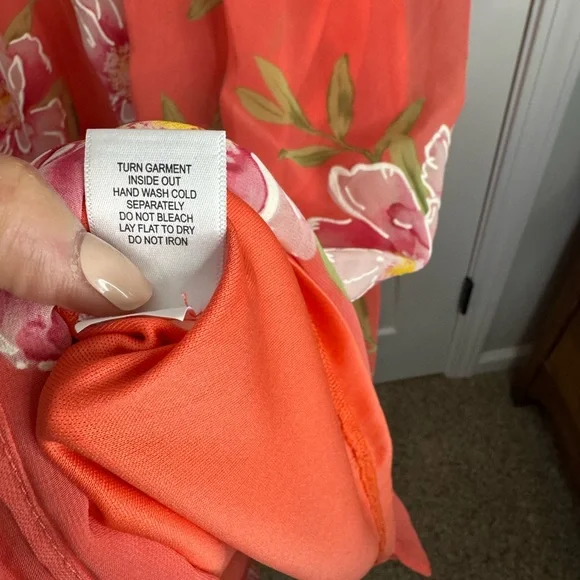 TURN GARMENT
INSIDE OUT
HAND WASH COLD
SEPARATELY
DO NOT BLEACH
LAY FLAT TO DRY
DO NOT IRON